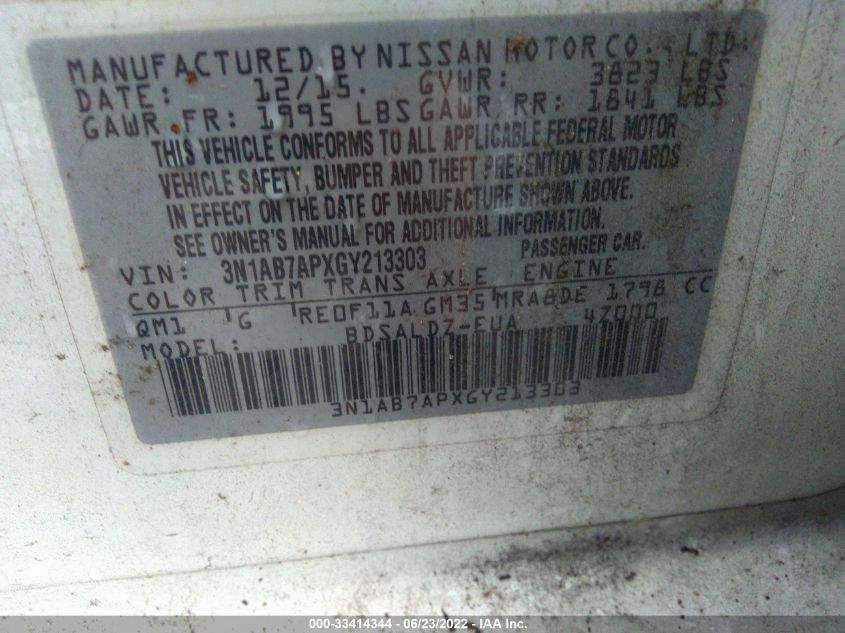 MANUFACTURED BY NISSAN MOTOR CO., LTD.
DATE: 12/15. GVWR: 3823 LBS
GAWR FR: 1995 LBS GAWR RR: 1841 LBS
THIS VEHICLE CONFORMS TO ALL APPLICABLE FEDERAL MOTOR
VEHICLE SAFETY, BUMPER AND THEFT PREVENTION STANDARDS
IN EFFECT ON THE DATE OF MANUFACTURE SHOWN ABOVE.
SEE OWNER'S MANUAL FOR ADDITIONAL INFORMATION.
VIN: 3N1AB7APXGY213303 PASSENGER CAR.
COLOR TRIM TRANS AXLE ENGINE
QM1 G RE0F11A GM35 MRA8DE 1798 CC
MODEL: BDSALDZ-EUA 4Z000
3N1AB7APXGY213303
000-33414344 - 06/23/2022 - IAA Inc.